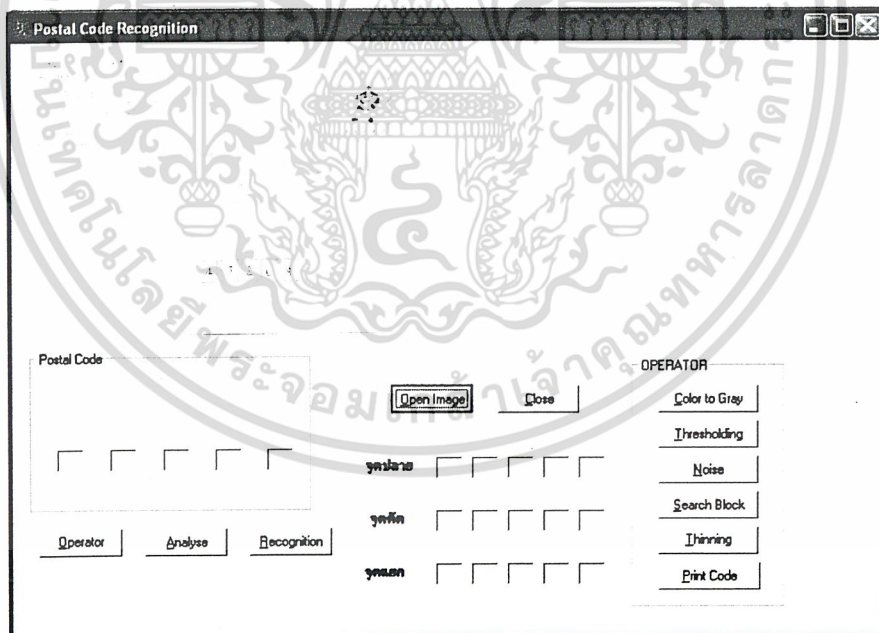 Postal Code Recognition
Postal Code
OPERATOR
Open Image
Close
Color to Gray
Thresholding
จุดปลาย
Noise
จุดตัด
Search Block
Operator
Analyse
Recognition
Thinning
จุดแยก
Print Code